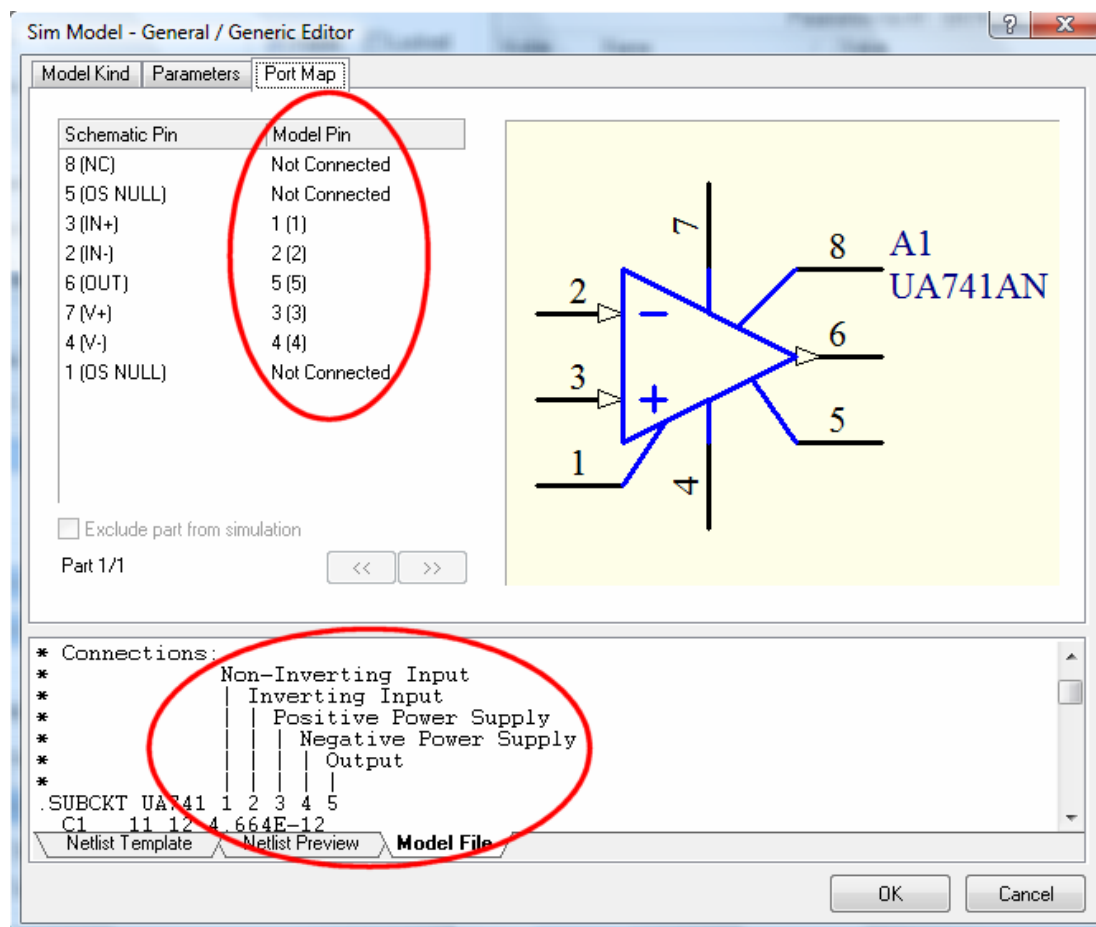 Sim Model - General / Generic Editor
?
Model Kind Parameters Port Map
Schematic Pin Model Pin
8 (NC) Not Connected
5 (OS NULL) Not Connected
3 (IN+) 1 (1)
2 (IN-) 2 (2)
6 (OUT) 5 (5)
7 (V+) 3 (3)
4 (V-) 4 (4)
1 (OS NULL) Not Connected
Exclude part from simulation
Part 1/1 << >>
7
8 A1
UA741AN
2
6
3
5
1
4
* Connections:
* Non-Inverting Input
* | Inverting Input
* | | Positive Power Supply
* | | | Negative Power Supply
* | | | | Output
* | | | | |
.SUBCKT UA741 1 2 3 4 5
C1 11 12 4.664E-12
Netlist Template Netlist Preview Model File
OK Cancel